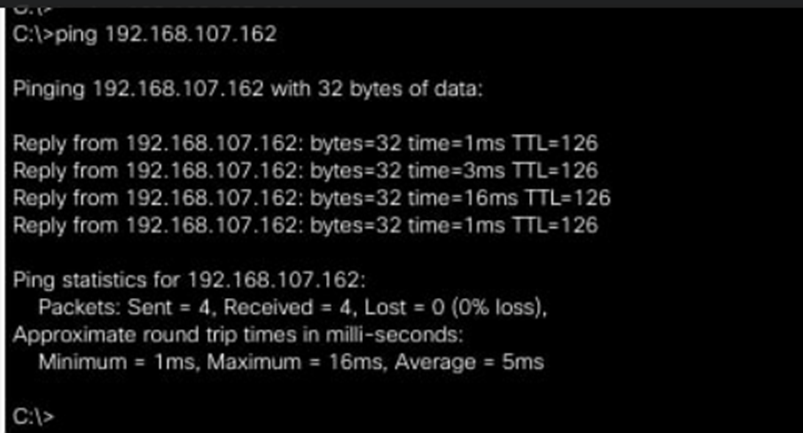 C:\>ping 192.168.107.162
Pinging 192.168.107.162 with 32 bytes of data:
Reply from 192.168.107.162: bytes=32 time=1ms TTL=126
Reply from 192.168.107.162: bytes=32 time=3ms TTL=126
Reply from 192.168.107.162: bytes=32 time=16ms TTL=126
Reply from 192.168.107.162: bytes=32 time=1ms TTL=126
Ping statistics for 192.168.107.162:
Packets: Sent = 4, Received = 4, Lost = 0 (0% loss),
Approximate round trip times in milli-seconds:
Minimum = 1ms, Maximum = 16ms, Average = 5ms
C:\>